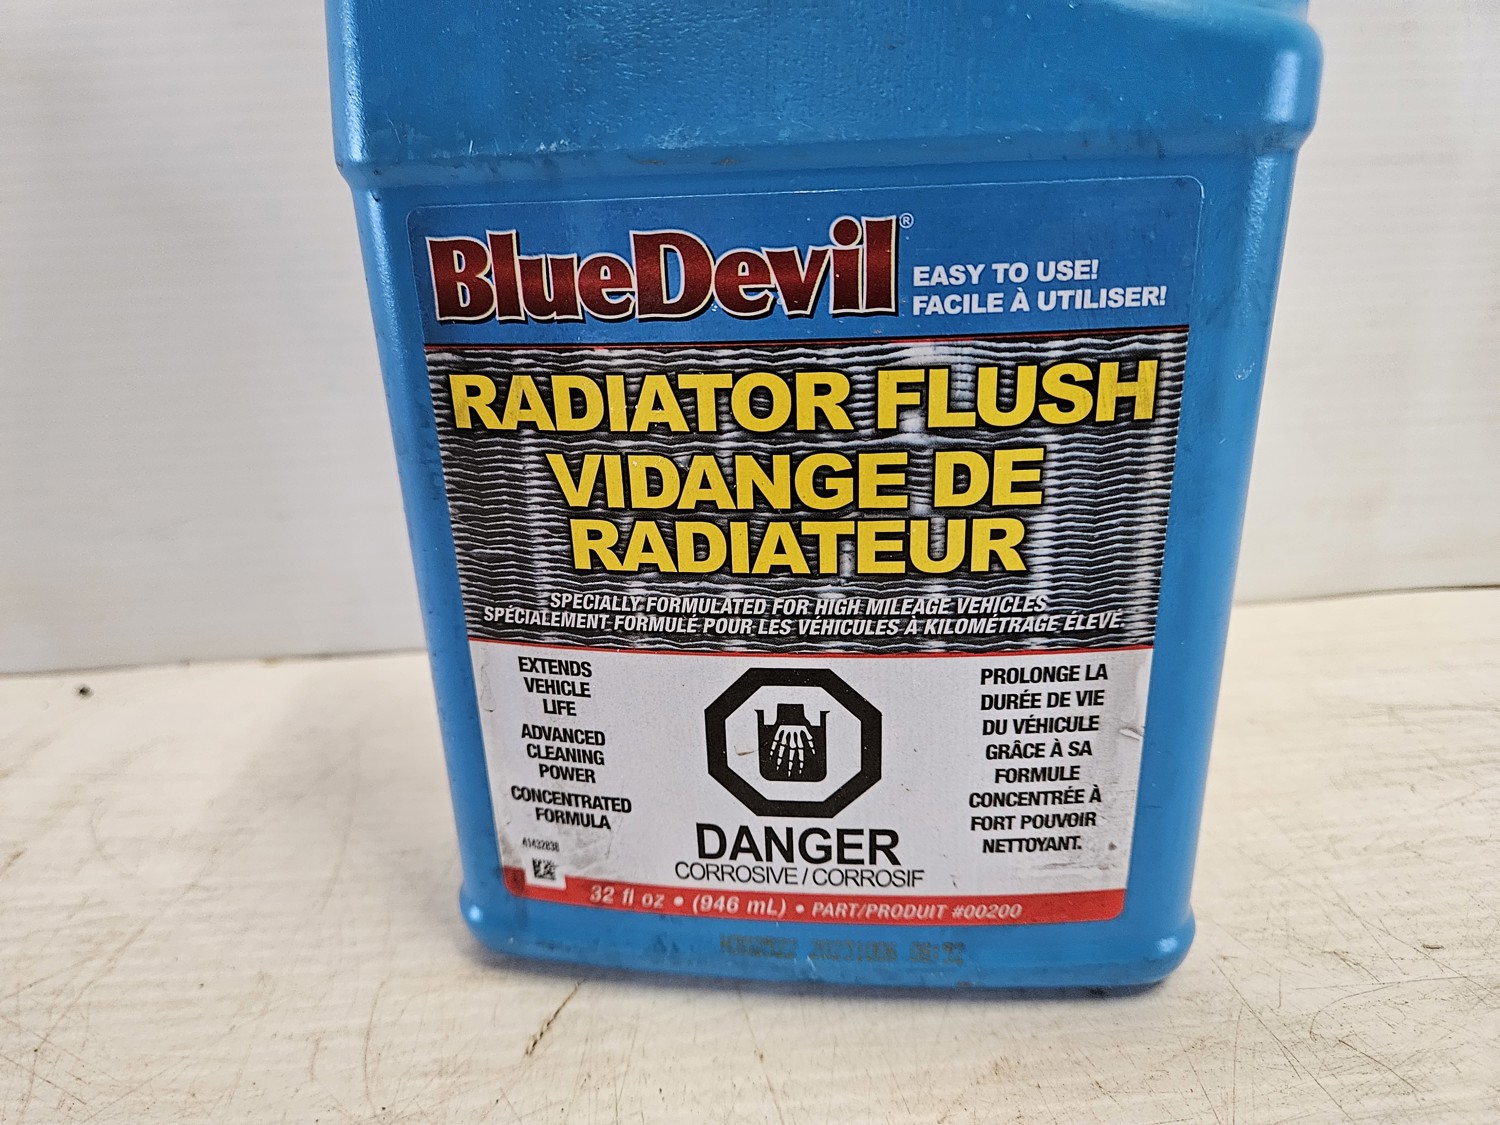 BlueDevil®
EASY TO USE!
FACILE À UTILISER!
RADIATOR FLUSH
VIDANGE DE
RADIATEUR
SPECIALLY FORMULATED FOR HIGH MILEAGE VEHICLES
SPÉCIALEMENT FORMULÉ POUR LES VÉHICULES À KILOMÉTRAGE ÉLEVÉ.
EXTENDS
VEHICLE
LIFE
ADVANCED
CLEANING
POWER
CONCENTRATED
FORMULA
41432838
DANGER
CORROSIVE / CORROSIF
PROLONGE LA
DURÉE DE VIE
DU VÉHICULE
GRÂCE À SA
FORMULE
CONCENTRÉE À
FORT POUVOIR
NETTOYANT.
32 fl oz • (946 mL) • PART/PRODUIT #00200